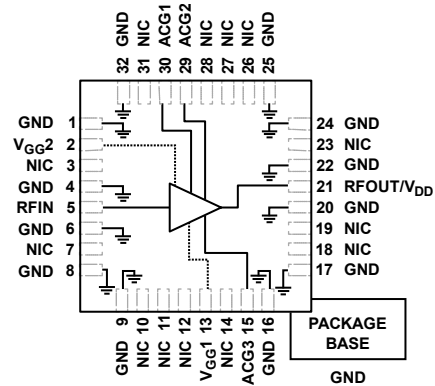 32 GND
31 NIC
30 ACG1
29 ACG2
28 NIC
27 NIC
26 NIC
25 GND
GND 1
VGG2 2
NIC 3
GND 4
RFIN 5
GND 6
NIC 7
GND 8
24 GND
23 NIC
22 GND
21 RFOUT/VDD
20 GND
19 NIC
18 NIC
17 GND
GND 9
NIC 10
NIC 11
NIC 12
VGG1 13
NIC 14
ACG3 15
GND 16
PACKAGE
BASE
GND